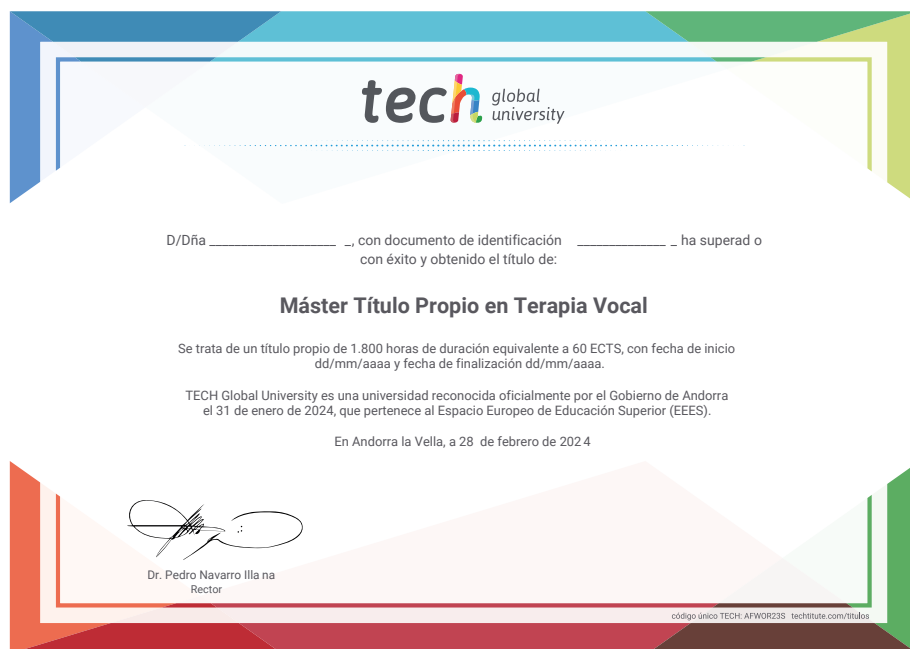 tech global
university
D/Dña ____________________ _, con documento de identificación ______________ _ ha superad o
con éxito y obtenido el título de:
Máster Título Propio en Terapia Vocal
Se trata de un título propio de 1.800 horas de duración equivalente a 60 ECTS, con fecha de inicio
dd/mm/aaaa y fecha de finalización dd/mm/aaaa.
TECH Global University es una universidad reconocida oficialmente por el Gobierno de Andorra
el 31 de enero de 2024, que pertenece al Espacio Europeo de Educación Superior (EEES).
En Andorra la Vella, a 28 de febrero de 2024
Dr. Pedro Navarro Illa na
Rector
código único TECH: AFWOR23S techtitute.com/titulos